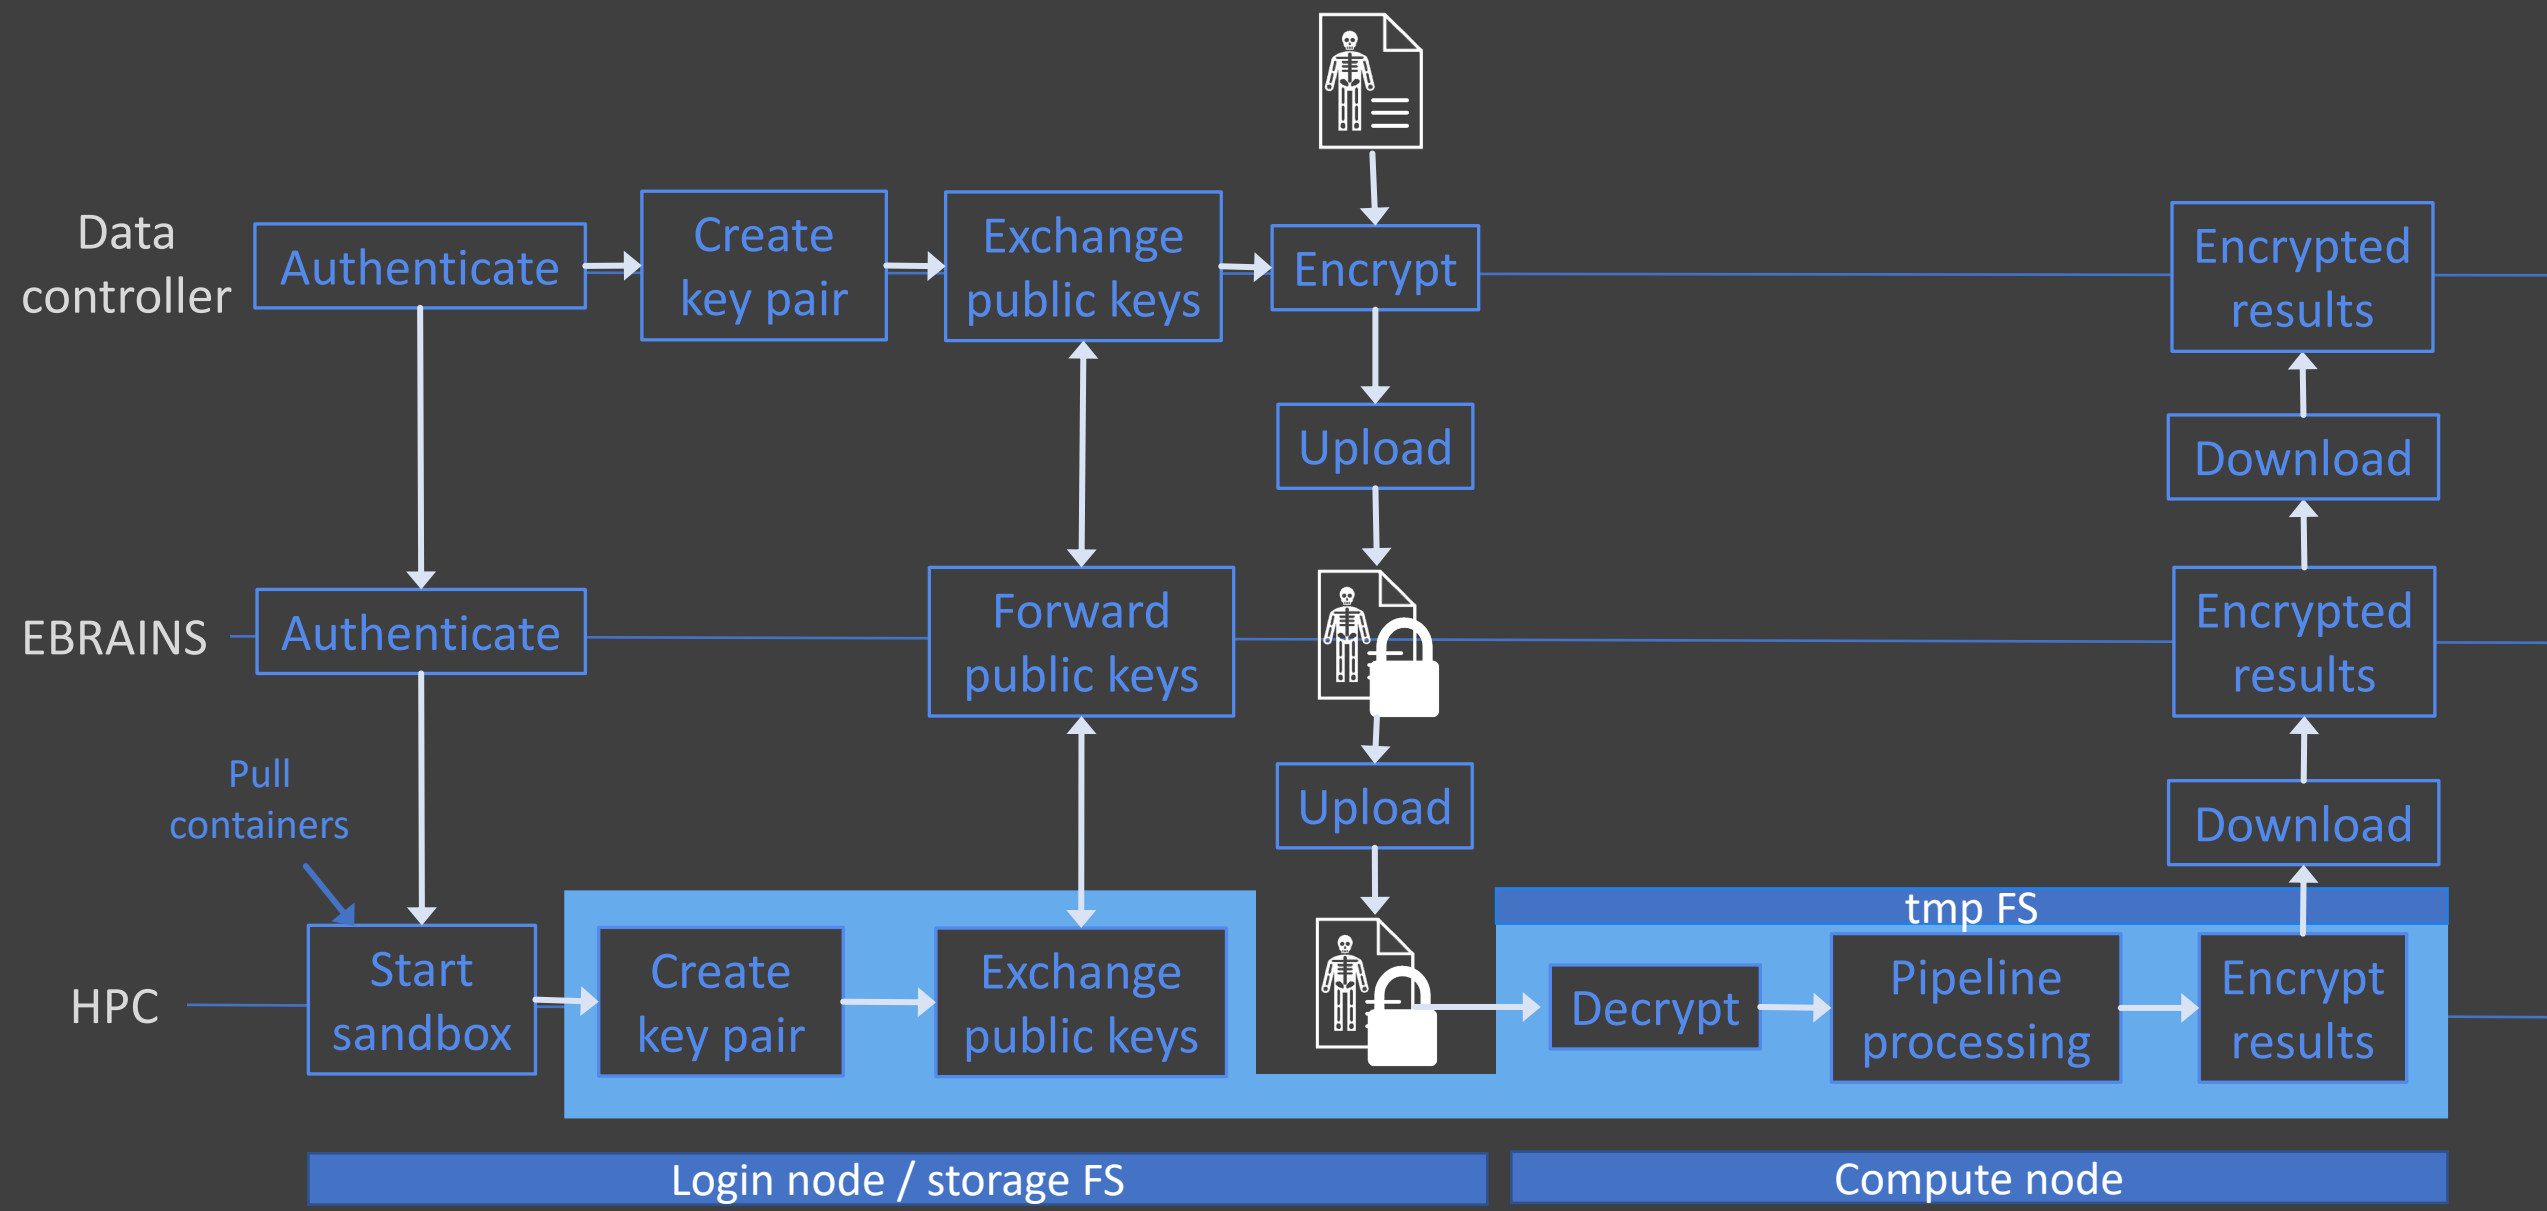 Data
controller
Authenticate
Create
key pair
Exchange
public keys
Encrypt
Encrypted
results
Upload
Download
EBRAINS
Authenticate
Forward
public keys
Encrypted
results
Pull
containers
Upload
Download
tmp FS
HPC
Start
sandbox
Create
key pair
Exchange
public keys
Decrypt
Pipeline
processing
Encrypt
results
Login node / storage FS
Compute node